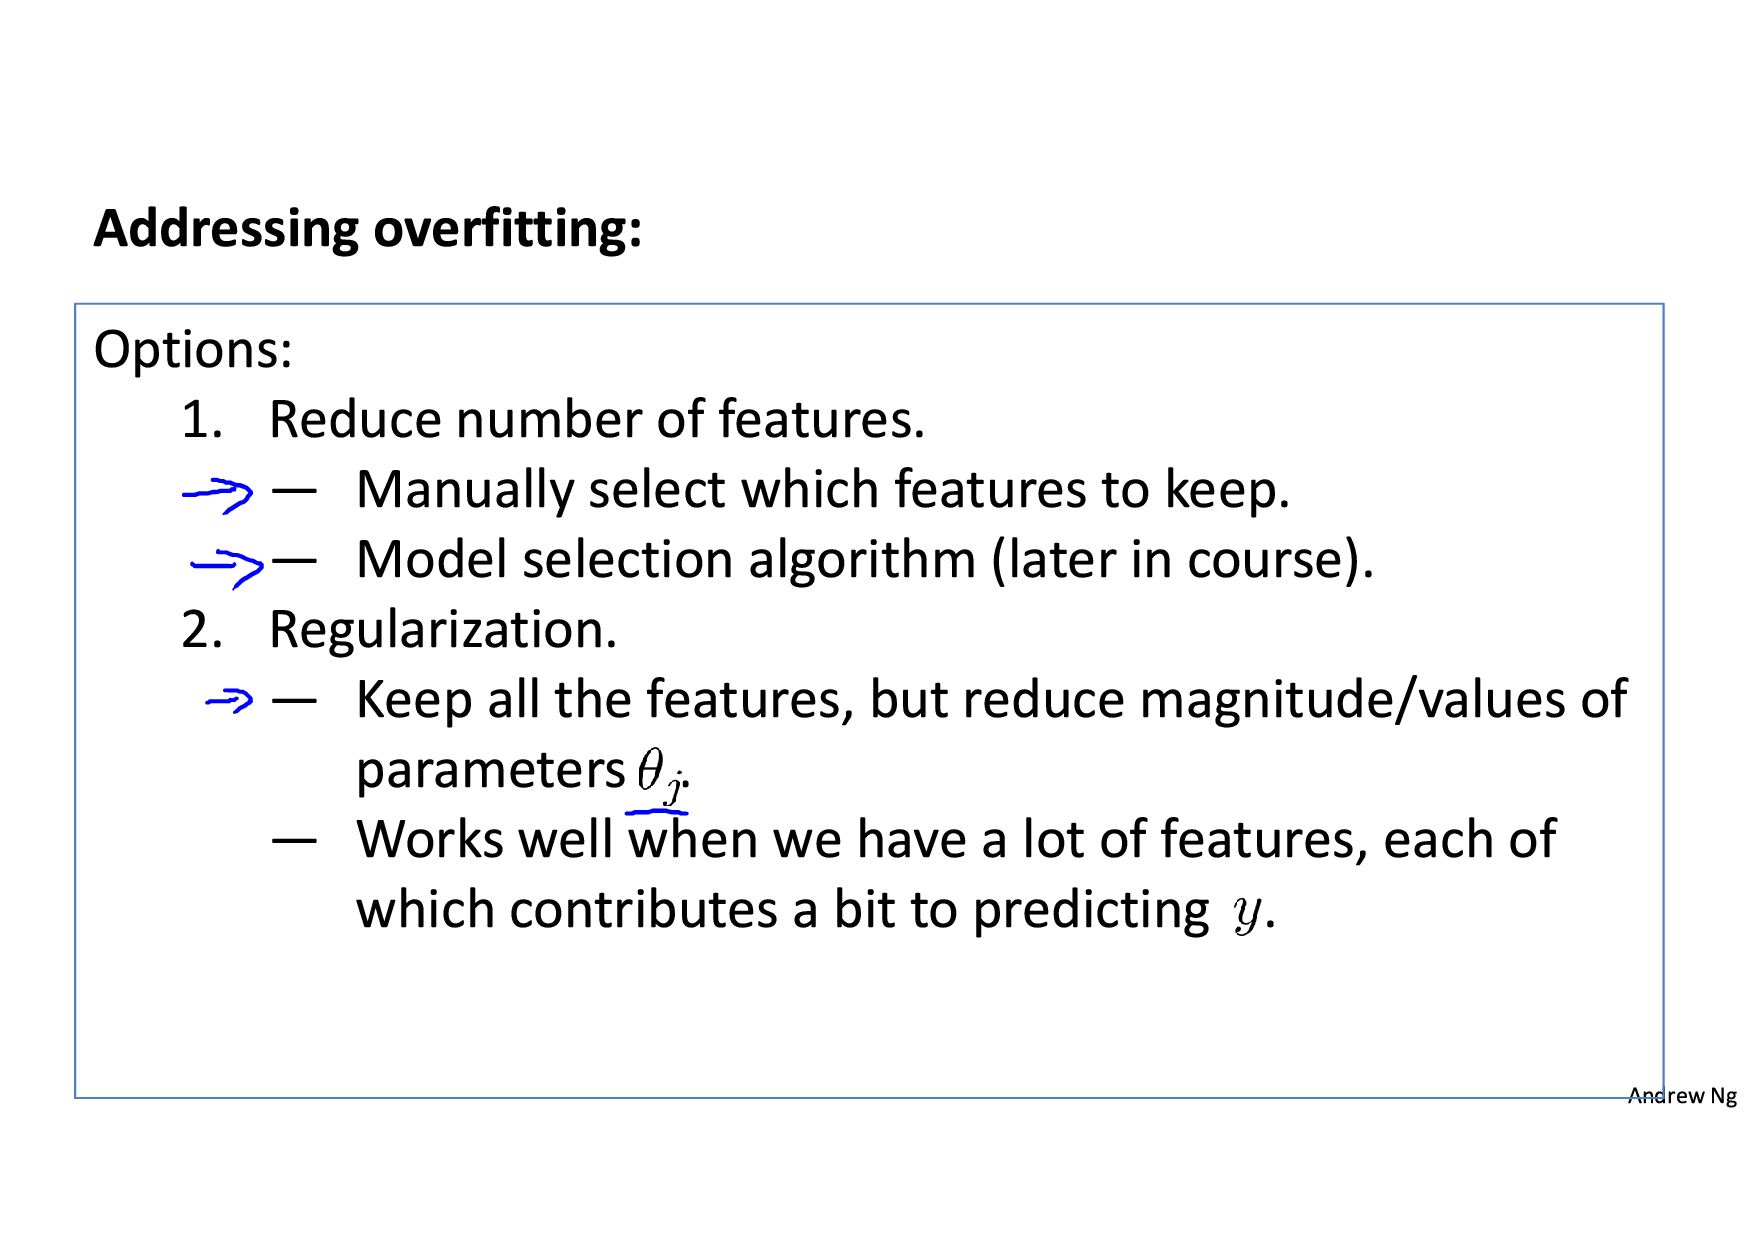 Addressing overfitting:
Options:
1. Reduce number of features.
— Manually select which features to keep.
— Model selection algorithm (later in course).
2. Regularization.
— Keep all the features, but reduce magnitude/values of
parameters θⱼ.
— Works well when we have a lot of features, each of
which contributes a bit to predicting y.
Andrew Ng